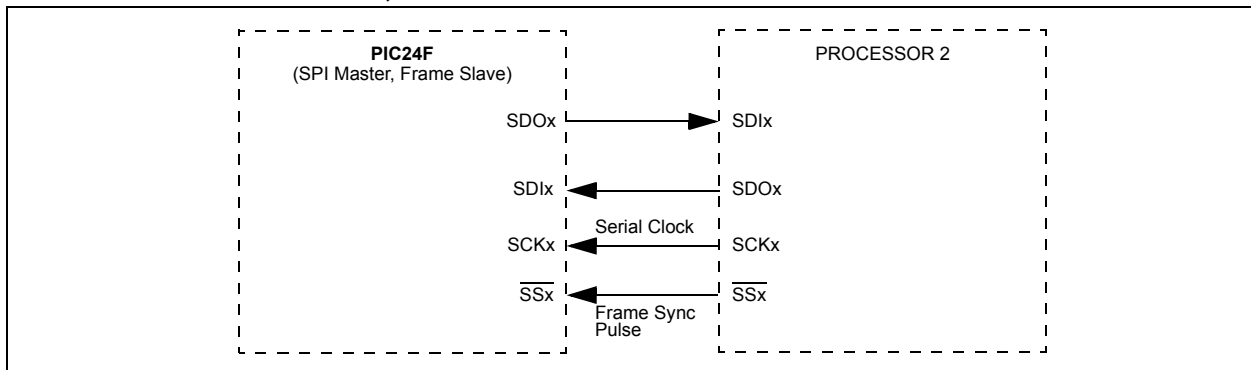 PIC24F
(SPI Master, Frame Slave)
PROCESSOR 2
SDOx
SDIx
SDIx
SDOx
Serial Clock
SCKx
SCKx
SSx
SSx
Frame Sync
Pulse